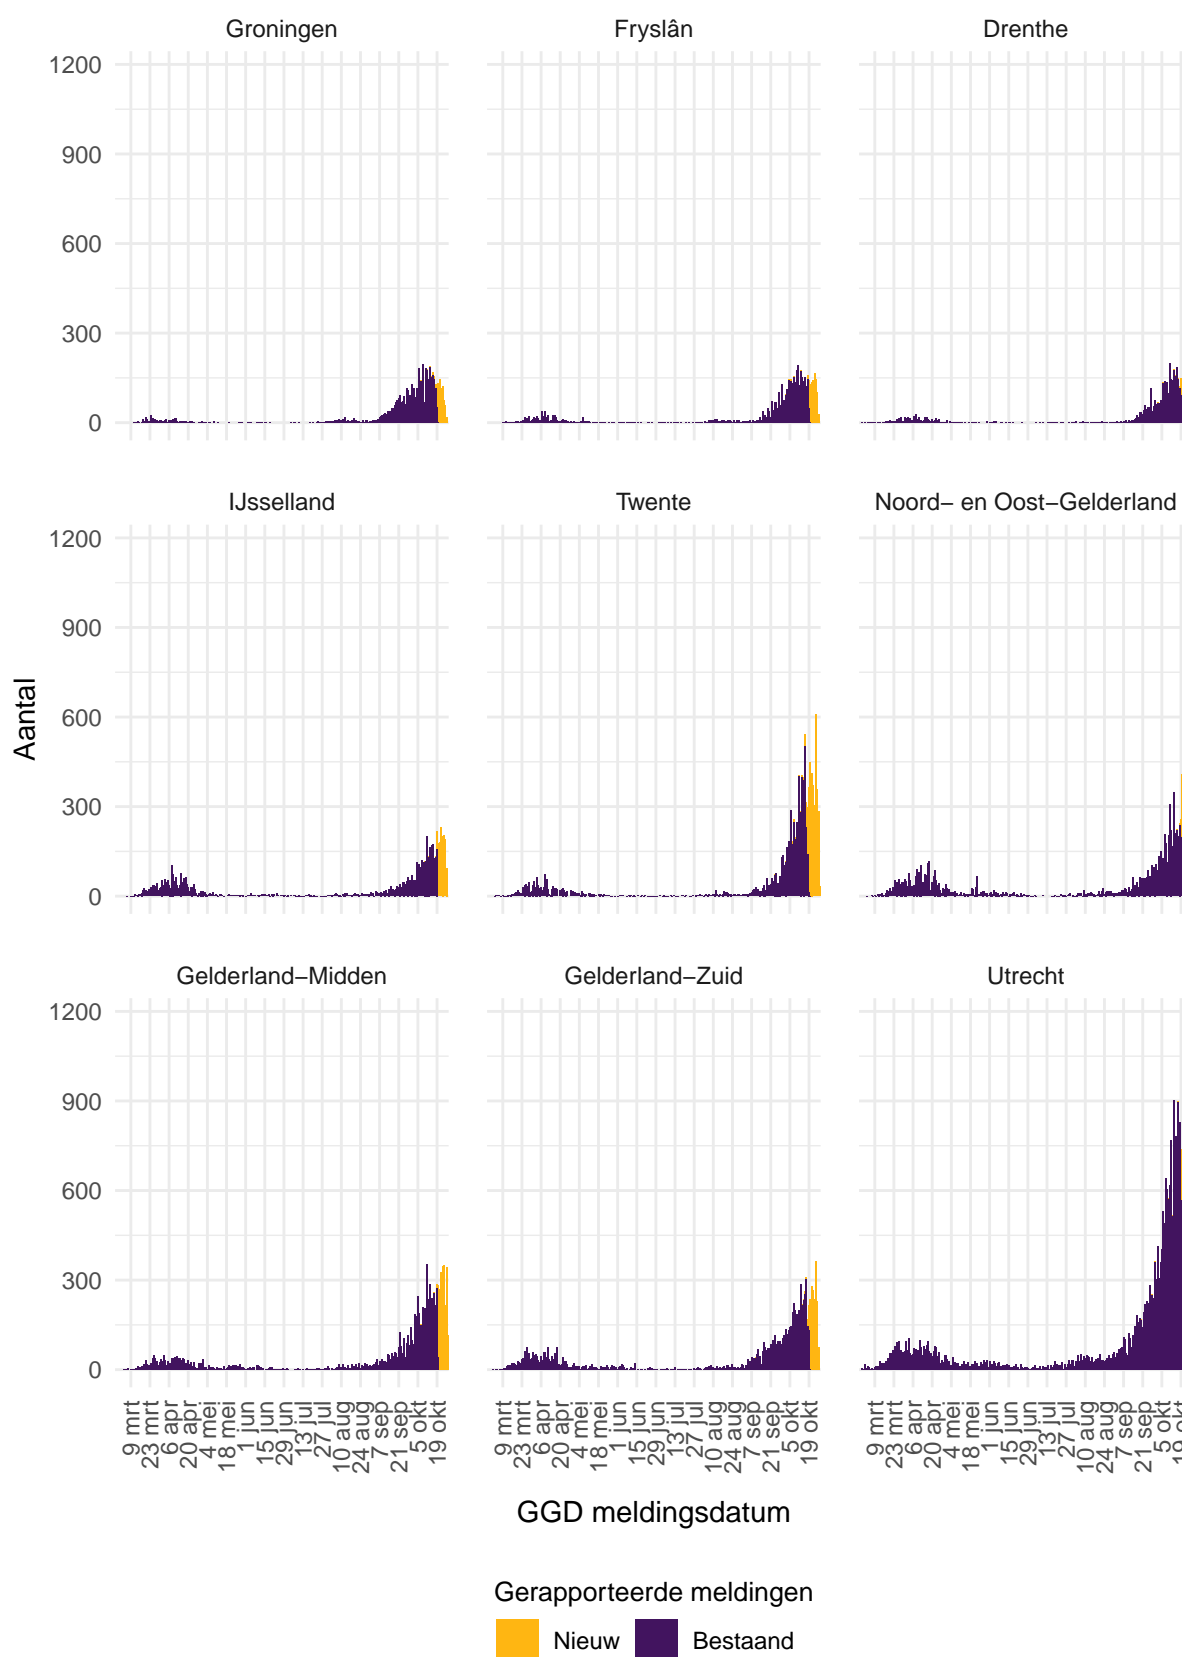 Groningen Fryslân Drenthe
1200
900
600
300
0
IJsselland Twente Noord− en Oost−Gelderland
1200
900
600
300
0
Aantal
Gelderland−Midden Gelderland−Zuid Utrecht
1200
900
600
300
0
9 mrt 23 mrt 6 apr 20 apr 4 mei 18 mei 1 jun 15 jun 29 jun 13 jul 27 jul 10 aug 24 aug 7 sep 21 sep 5 okt 19 okt
9 mrt 23 mrt 6 apr 20 apr 4 mei 18 mei 1 jun 15 jun 29 jun 13 jul 27 jul 10 aug 24 aug 7 sep 21 sep 5 okt 19 okt
9 mrt 23 mrt 6 apr 20 apr 4 mei 18 mei 1 jun 15 jun 29 jun 13 jul 27 jul 10 aug 24 aug 7 sep 21 sep 5 okt 19 okt
GGD meldingsdatum
Gerapporteerde meldingen
Nieuw Bestaand